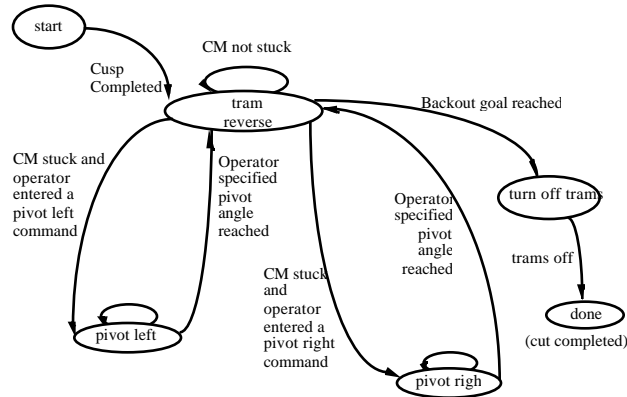 start
CM not stuck
Cusp
Completed
tram
reverse
Backout goal reached
CM stuck and
operator
entered a
pivot left
command
Operator
specified
pivot
angle
reached
Operator
specified
pivot
angle
reached
turn off trams
trams off
CM stuck
and
operator
entered a
pivot right
command
done
(cut completed)
pivot left
pivot righ